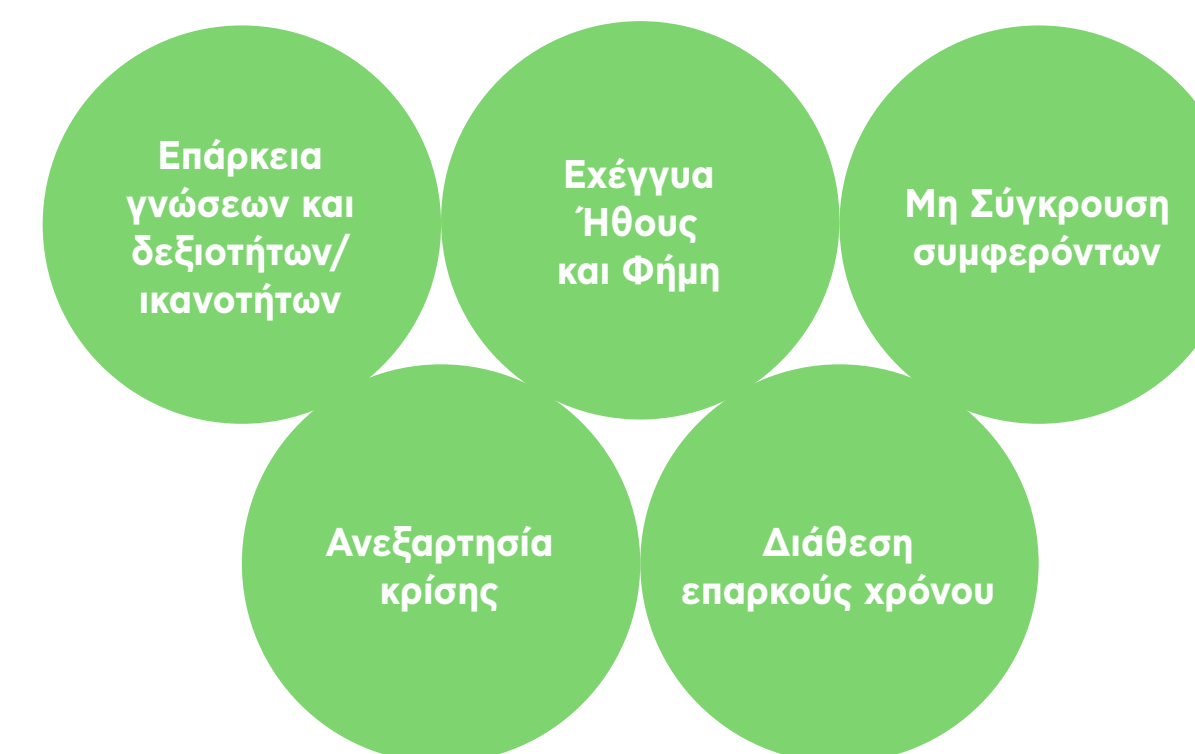 Επάρκεια
γνώσεων και
δεξιοτήτων/
ικανοτήτων
Εχέγγυα
Ήθους
και Φήμη
Μη Σύγκρουση
συμφερόντων
Ανεξαρτησία
κρίσης
Διάθεση
επαρκούς χρόνου